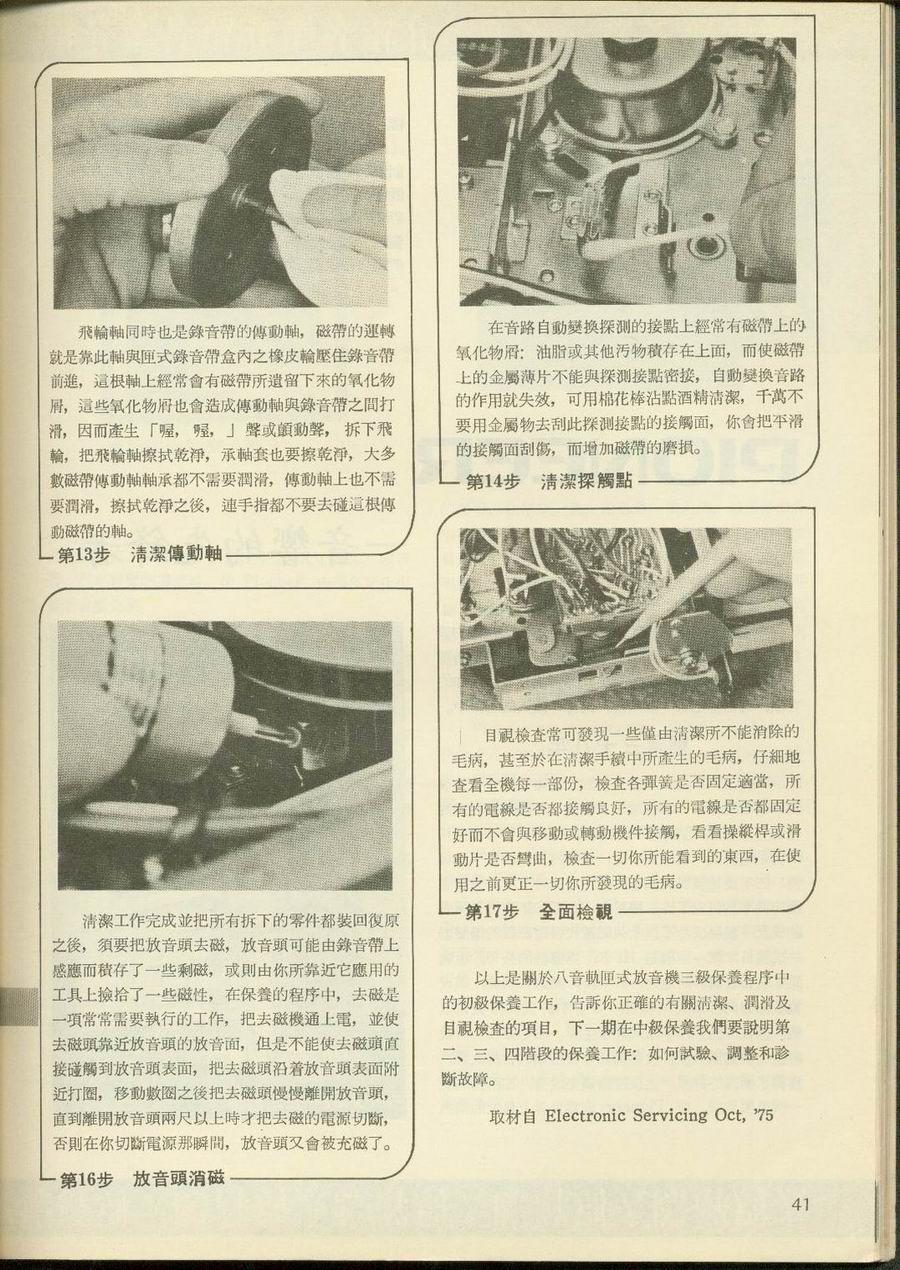 飛輪軸同時也是錄音帶的傳動軸，磁帶的運轉
就是靠此軸與匣式錄音帶盒內之橡皮輪壓住錄音帶
前進，這根軸上經常會有磁帶所遺留下來的氧化物
屑，這些氧化物屑也會造成傳動軸與錄音帶之間打
滑，因而產生「喔，喔，」聲或顫動聲，拆下飛
輪，把飛輪軸擦拭乾淨，承軸套也要擦乾淨，大多
數磁帶傳動軸軸承都不需要潤滑，傳動軸上也不需
要潤滑，擦拭乾淨之後，連手指都不要去碰這根傳
動磁帶的軸。
第13步　清潔傳動軸
在音路自動變換探測的接點上經常有磁帶上的
氧化物屑：油脂或其他汚物積存在上面，而使磁帶
上的金屬薄片不能與探測接點密接，自動變換音路
的作用就失效，可用棉花棒沾點酒精清潔，千萬不
要用金屬物去刮此探測接點的接觸面，你會把平滑
的接觸面刮傷，而增加磁帶的磨損。
第14步　清潔探觸點
清潔工作完成並把所有拆下的零件都裝回復原
之後，須要把放音頭去磁，放音頭可能由錄音帶上
感應而積存了一些剩磁，或則由你所靠近它應用的
工具上撿拾了一些磁性，在保養的程序中，去磁是
一項常常需要執行的工作，把去磁機通上電，並使
去磁頭靠近放音頭的放音面，但是不能使去磁頭直
接碰觸到放音頭表面，把去磁頭沿着放音頭表面附
近打圈，移動數圈之後把去磁頭慢慢離開放音頭，
直到離開放音頭兩尺以上時才把去磁的電源切斷，
否則在你切斷電源那瞬間，放音頭又會被充磁了。
第16步　放音頭消磁
目視檢查常可發現一些僅由清潔所不能消除的
毛病，甚至於在清潔手續中所產生的毛病，仔細地
查看全機每一部份，檢查各彈簧是否固定適當，所
有的電線是否都接觸良好，所有的電線是否都固定
好而不會與移動或轉動機件接觸，看看操縱桿或滑
動片是否彎曲，檢查一切你所能看到的東西，在使
用之前更正一切你所發現的毛病。
第17步　全面檢視
以上是關於八音軌匣式放音機三級保養程序中
的初級保養工作，告訴你正確的有關清潔、潤滑及
目視檢查的項目，下一期在中級保養我們要說明第
二、三、四階段的保養工作：如何試驗、調整和診
斷故障。
取材自 Electronic Servicing Oct, '75
41